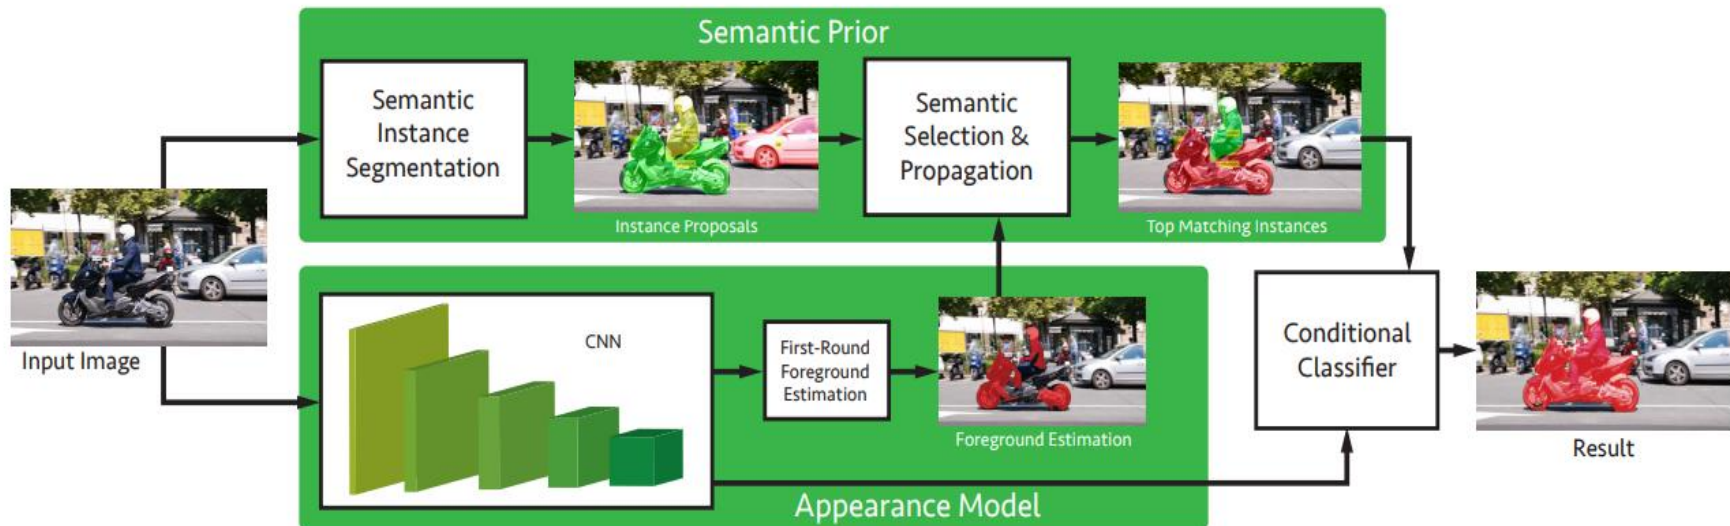 Semantic Prior
Semantic
Instance
Segmentation
Instance Proposals
Semantic
Selection &
Propagation
Top Matching Instances
Input Image
CNN
First-Round
Foreground
Estimation
Foreground Estimation
Appearance Model
Conditional
Classifier
Result